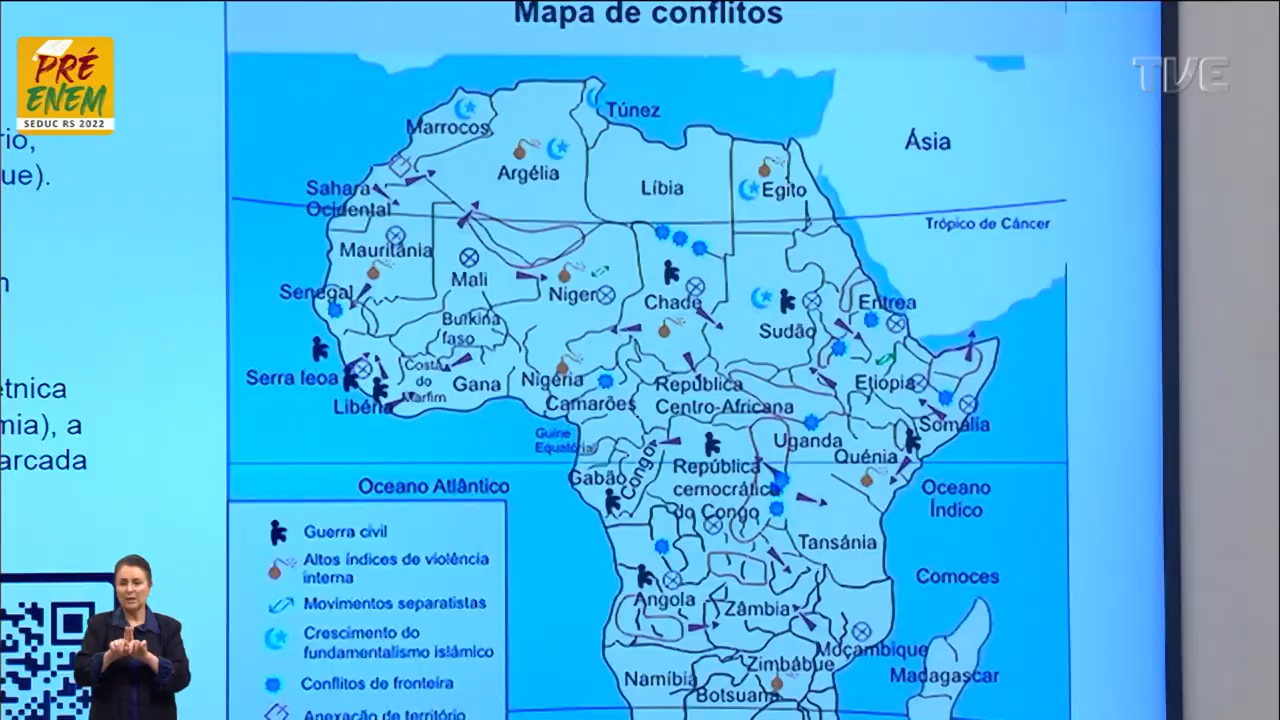 Mapa de conflitos
PRÉ
ENEM
SEDUC RS 2022
TVE
rio,
ue).
n
etnica
mia), a
arcada
Túnez
Marrocos
Ásia
Argélia
Líbia
Egito
Sahara
Ocidental
Trópico de Câncer
Mauritânia
Mali
Niger
Chade
Senegal
Eritrea
Burkina
faso
Sudão
Costa
do
Marfim
Serra leoa
Gana
Nigéria
República
Centro-Africana
Etiópia
Libéria
Camarões
Somália
Guiné
Equatorial
Uganda
Quénia
Gabão
Congo
República
cemocrática
do Congo
Oceano Atlântico
Oceano
Índico
Tansánia
Comoces
Angola
Zâmbia
Moçambique
Zimbábue
Madagascar
Namíbia
Botsuana
Guerra civil
Altos índices de violência
interna
Movimentos separatistas
Crescimento do
fundamentalismo islâmico
Conflitos de fronteira
Anexação de território